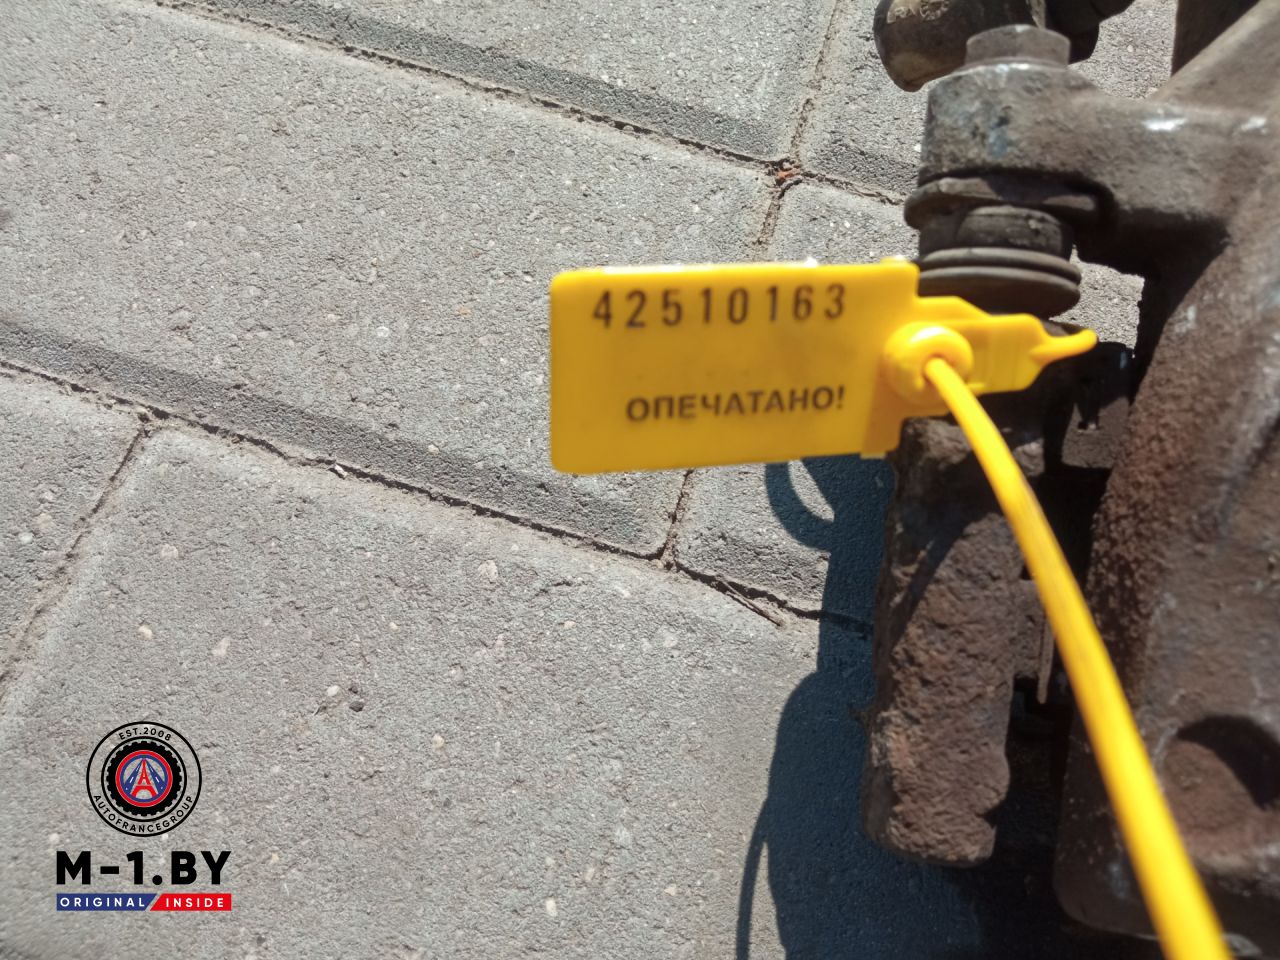 42510163
ОПЕЧАТАНО!
EST.2008
AUTOFRANCEGROUP
M-1.BY
ORIGINAL INSIDE